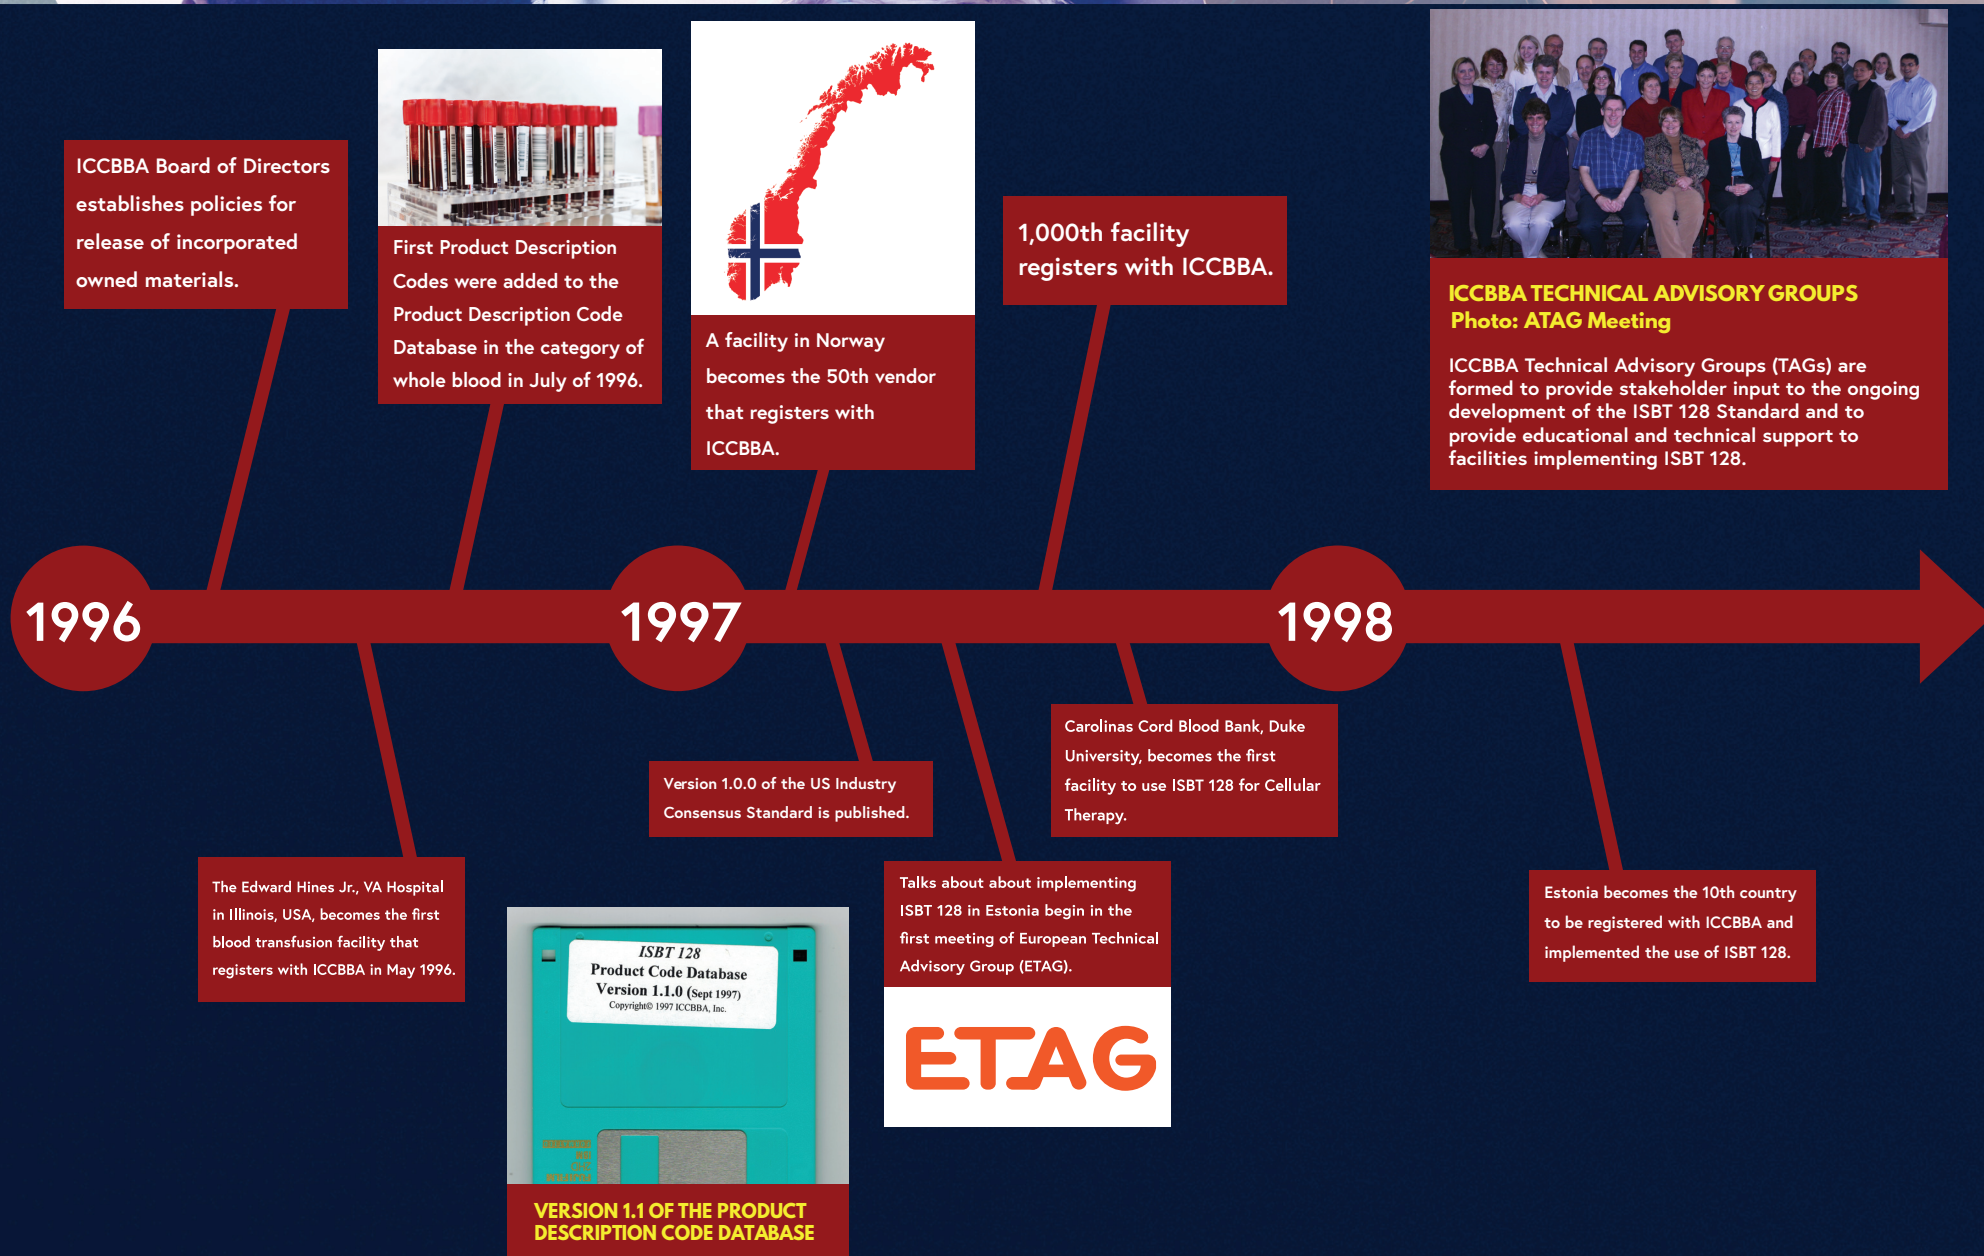 ICCBBA Board of Directors
establishes policies for
release of incorporated
owned materials.
First Product Description
Codes were added to the
Product Description Code
Database in the category of
whole blood in July of 1996.
A facility in Norway
becomes the 50th vendor
that registers with
ICCBBA.
1,000th facility
registers with ICCBBA.
ICCBBA TECHNICAL ADVISORY GROUPS
Photo: ATAG Meeting
ICCBBA Technical Advisory Groups (TAGs) are
formed to provide stakeholder input to the ongoing
development of the ISBT 128 Standard and to
provide educational and technical support to
facilities implementing ISBT 128.
1996
1997
1998
The Edward Hines Jr., VA Hospital
in Illinois, USA, becomes the first
blood transfusion facility that
registers with ICCBBA in May 1996.
ISBT 128
Product Code Database
Version 1.1.0 (Sept 1997)
Copyright© 1997 ICCBBA, Inc.
VERSION 1.1 OF THE PRODUCT
DESCRIPTION CODE DATABASE
Version 1.0.0 of the US Industry
Consensus Standard is published.
Talks about about implementing
ISBT 128 in Estonia begin in the
first meeting of European Technical
Advisory Group (ETAG).
ETAG
Carolinas Cord Blood Bank, Duke
University, becomes the first
facility to use ISBT 128 for Cellular
Therapy.
Estonia becomes the 10th country
to be registered with ICCBBA and
implemented the use of ISBT 128.